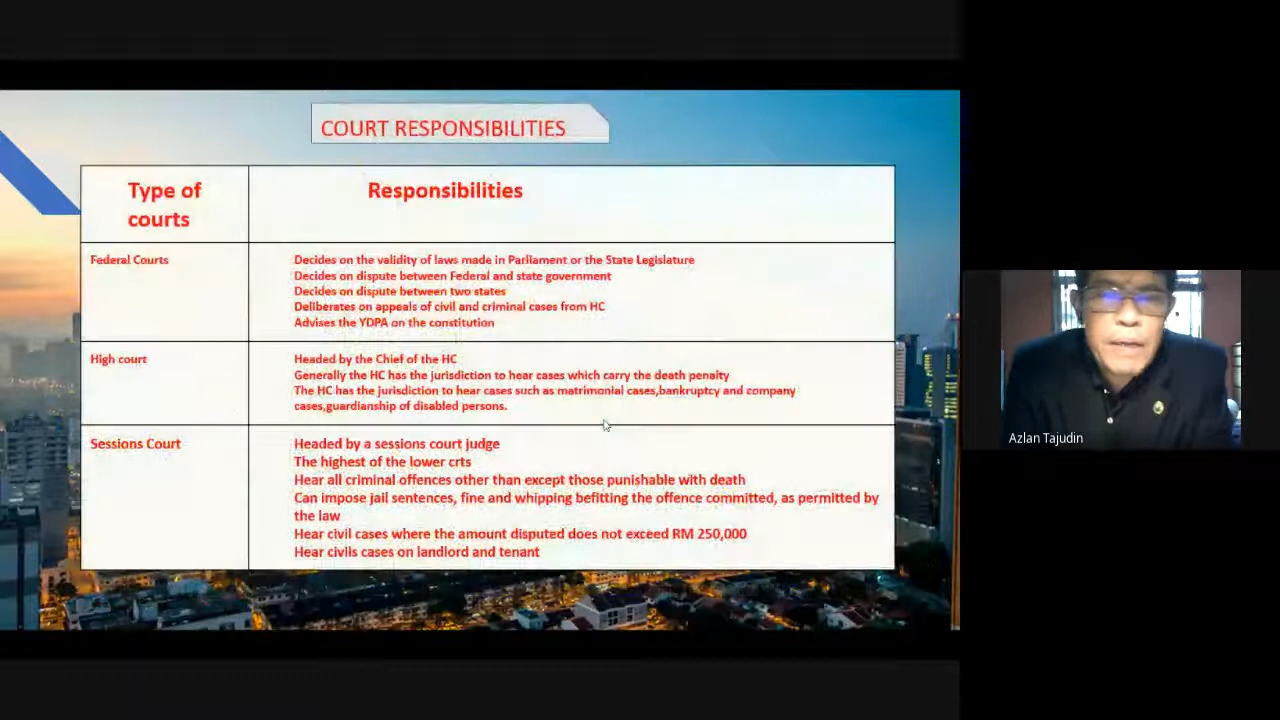 COURT RESPONSIBILITIES
Type of
courts
Responsibilities
Federal Courts
Decides on the validity of laws made in Parliament or the State Legislature
Decides on dispute between Federal and state government
Decides on dispute between two states
Deliberates on appeals of civil and criminal cases from HC
Advises the YDPA on the constitution
High court
Headed by the Chief of the HC
Generally the HC has the jurisdiction to hear cases which carry the death penalty
The HC has the jurisdiction to hear cases such as matrimonial cases,bankruptcy and company
cases,guardianship of disabled persons.
Sessions Court
Headed by a sessions court judge
The highest of the lower crts
Hear all criminal offences other than except those punishable with death
Can impose jail sentences, fine and whipping befitting the offence committed, as permitted by
the law
Hear civil cases where the amount disputed does not exceed RM 250,000
Hear civils cases on landlord and tenant
Azlan Tajudin